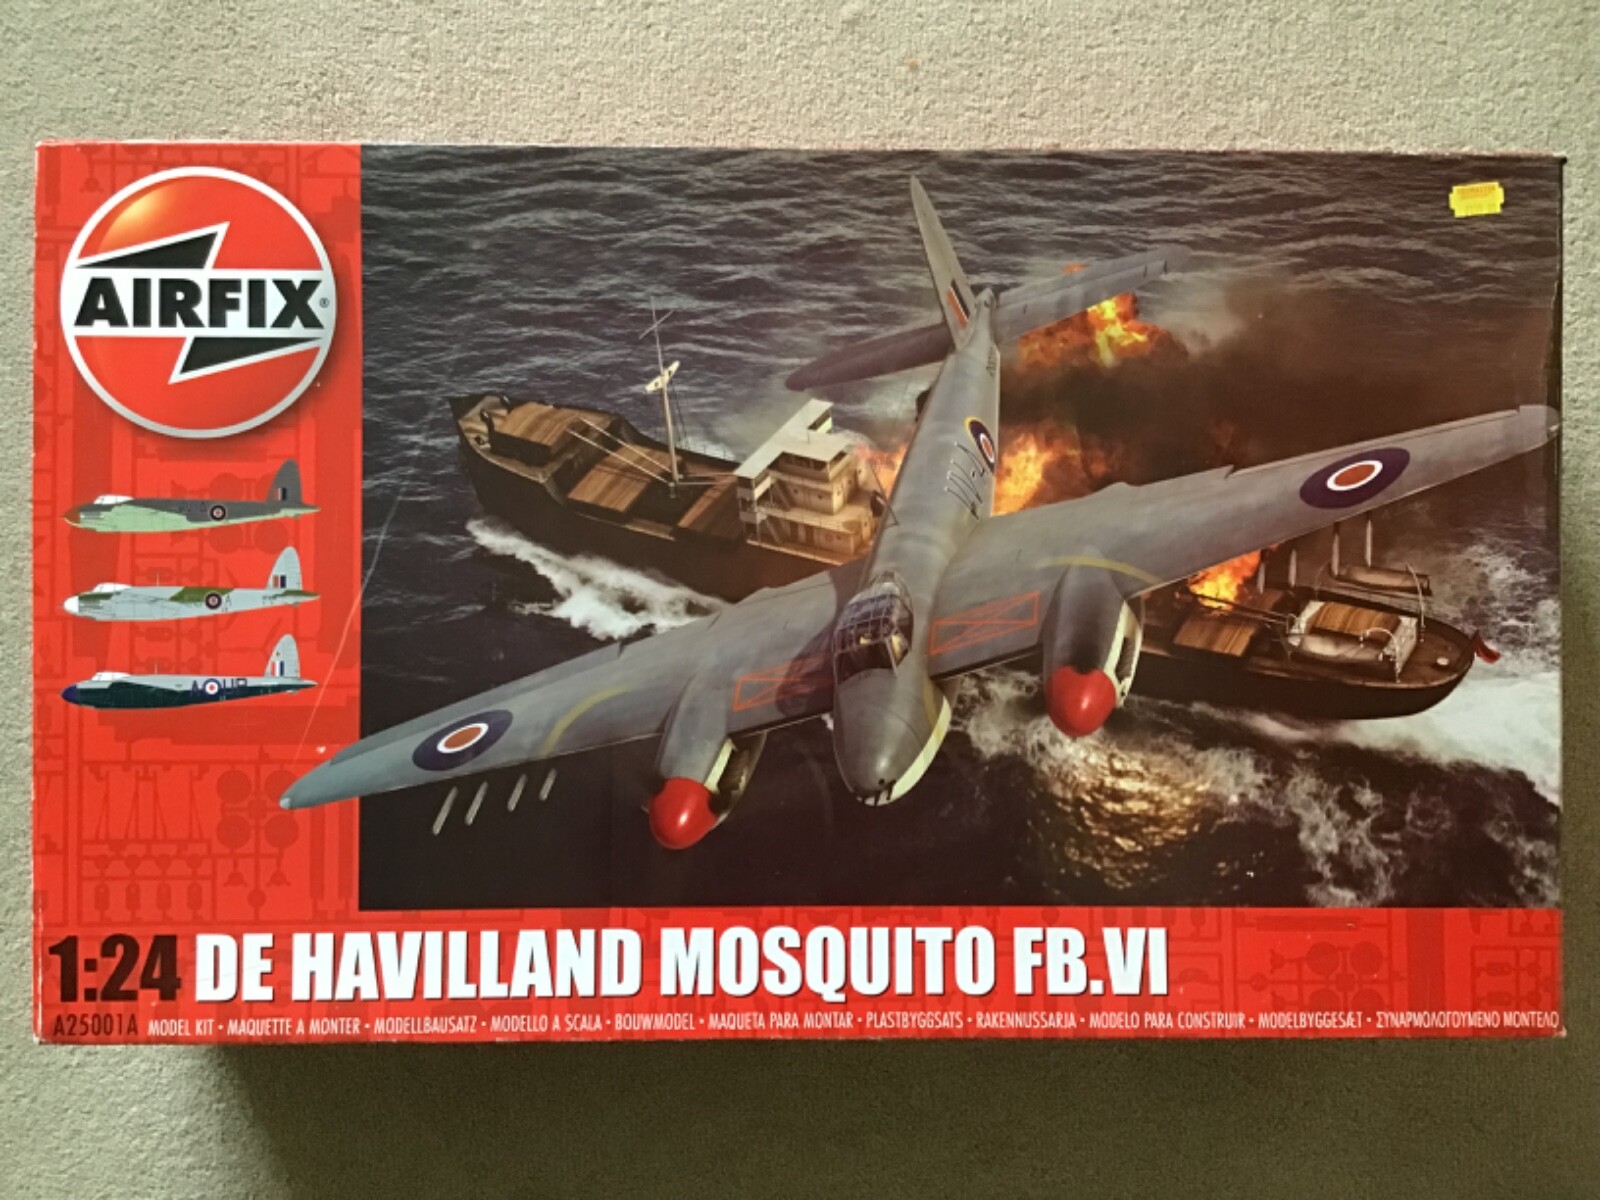 AIRFIX®
1:24 DE HAVILLAND MOSQUITO FB.VI
A25001A MODEL KIT • MAQUETTE A MONTER • MODELLBAUSATZ • MODELLO A SCALA • BOUWMODEL • MAQUETA PARA MONTAR • PLASTBYGGSATS • RAKENNUSSARJA • MODELO PARA CONSTRUIR • MODELBYGGESÆT • ΣΥΝΑΡΜΟΛΟΓΟΥΜΕΝΟ ΜΟΝΤΕΛΟ